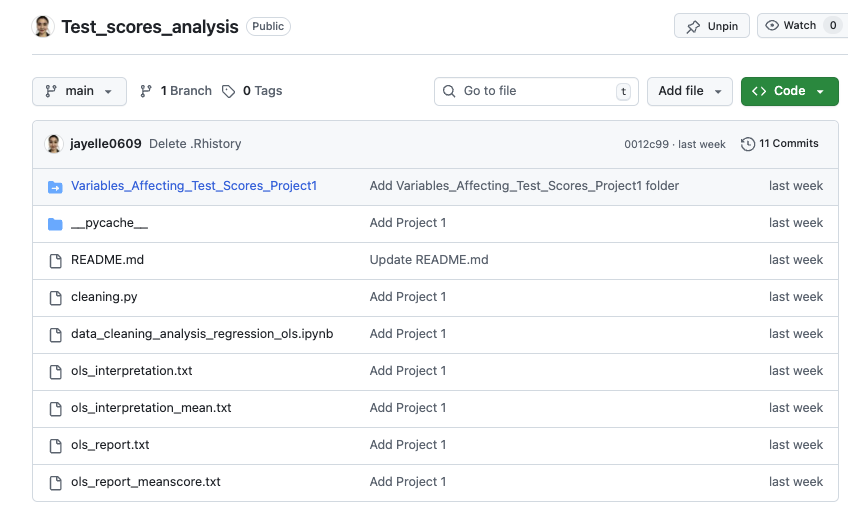 Test_scores_analysis Public Unpin Watch 0
main 1 Branch 0 Tags Go to file t Add file Code
jayelle0609 Delete .Rhistory 0012c99 · last week 11 Commits
Variables_Affecting_Test_Scores_Project1 Add Variables_Affecting_Test_Scores_Project1 folder last week
__pycache__ Add Project 1 last week
README.md Update README.md last week
cleaning.py Add Project 1 last week
data_cleaning_analysis_regression_ols.ipynb Add Project 1 last week
ols_interpretation.txt Add Project 1 last week
ols_interpretation_mean.txt Add Project 1 last week
ols_report.txt Add Project 1 last week
ols_report_meanscore.txt Add Project 1 last week